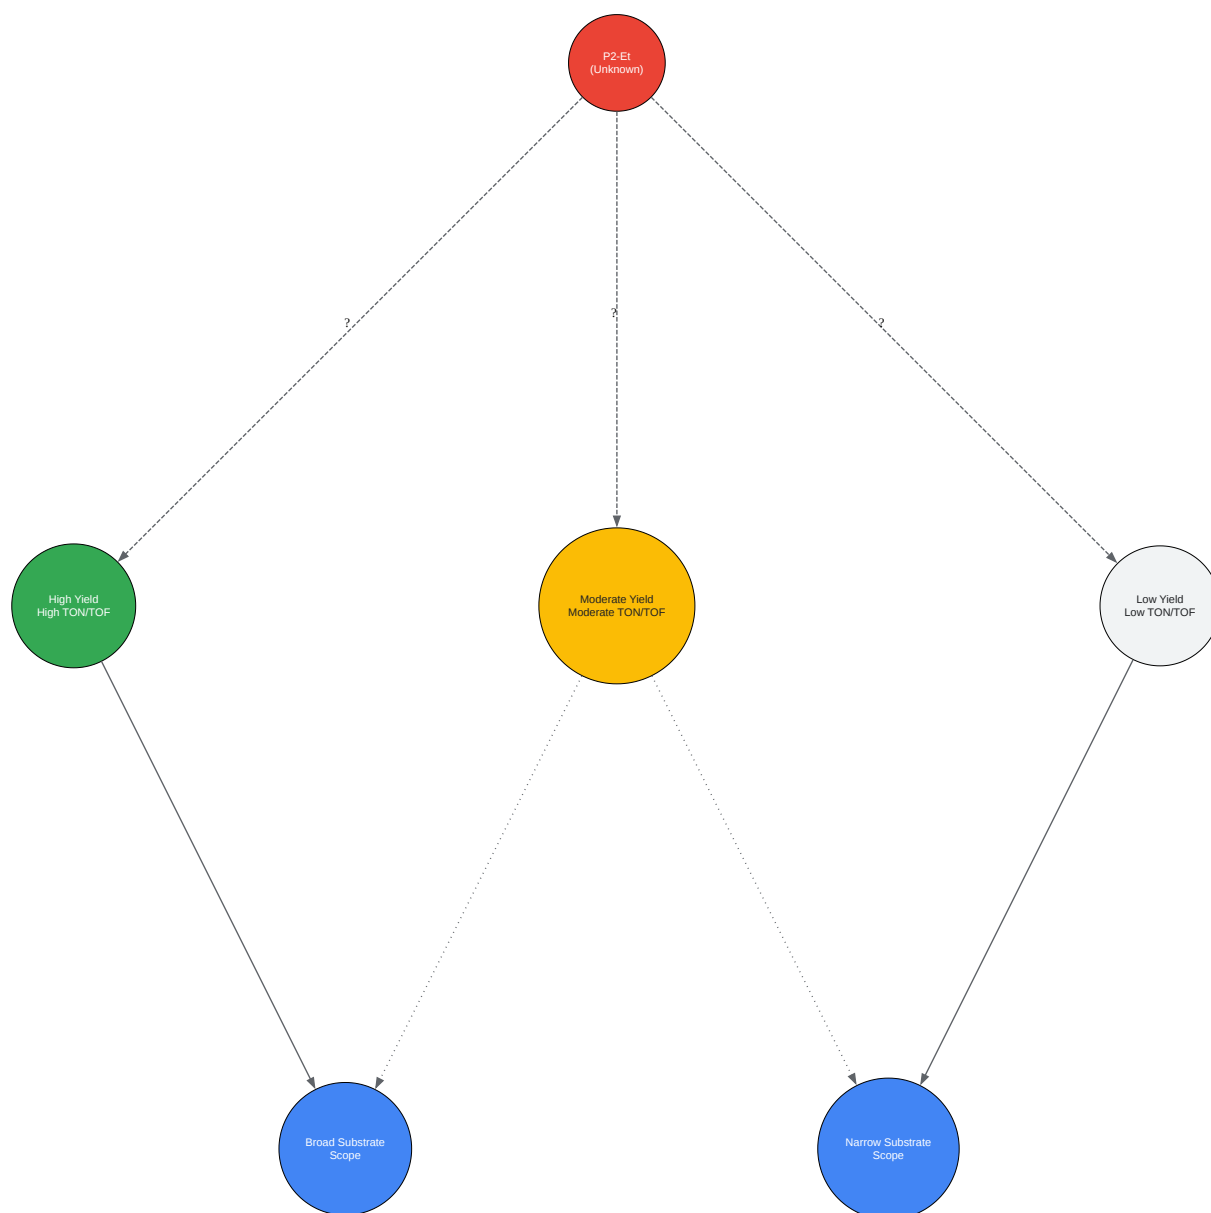 P2-Et
(Unknown)
?
?
?
High Yield
High TON/TOF
Moderate Yield
Moderate TON/TOF
Low Yield
Low TON/TOF
Broad Substrate
Scope
Narrow Substrate
Scope